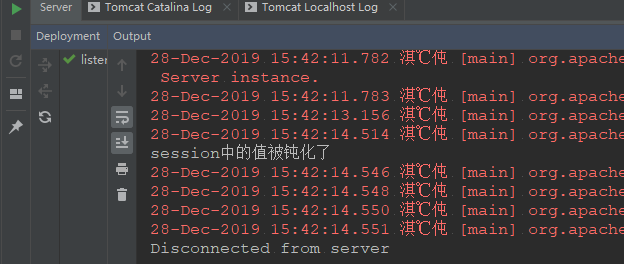 Server Tomcat Catalina Log Tomcat Localhost Log
Deployment Output
listen
28-Dec-2019 15:42:11.782 淇℃伅 [main] org.apache
Server instance.
28-Dec-2019 15:42:11.783 淇℃伅 [main] org.apache
28-Dec-2019 15:42:13.156 淇℃伅 [main] org.apache
28-Dec-2019 15:42:14.514 淇℃伅 [main] org.apache
session中的值被钝化了
28-Dec-2019 15:42:14.546 淇℃伅 [main] org.apache
28-Dec-2019 15:42:14.548 淇℃伅 [main] org.apache
28-Dec-2019 15:42:14.550 淇℃伅 [main] org.apache
28-Dec-2019 15:42:14.551 淇℃伅 [main] org.apache
Disconnected from server